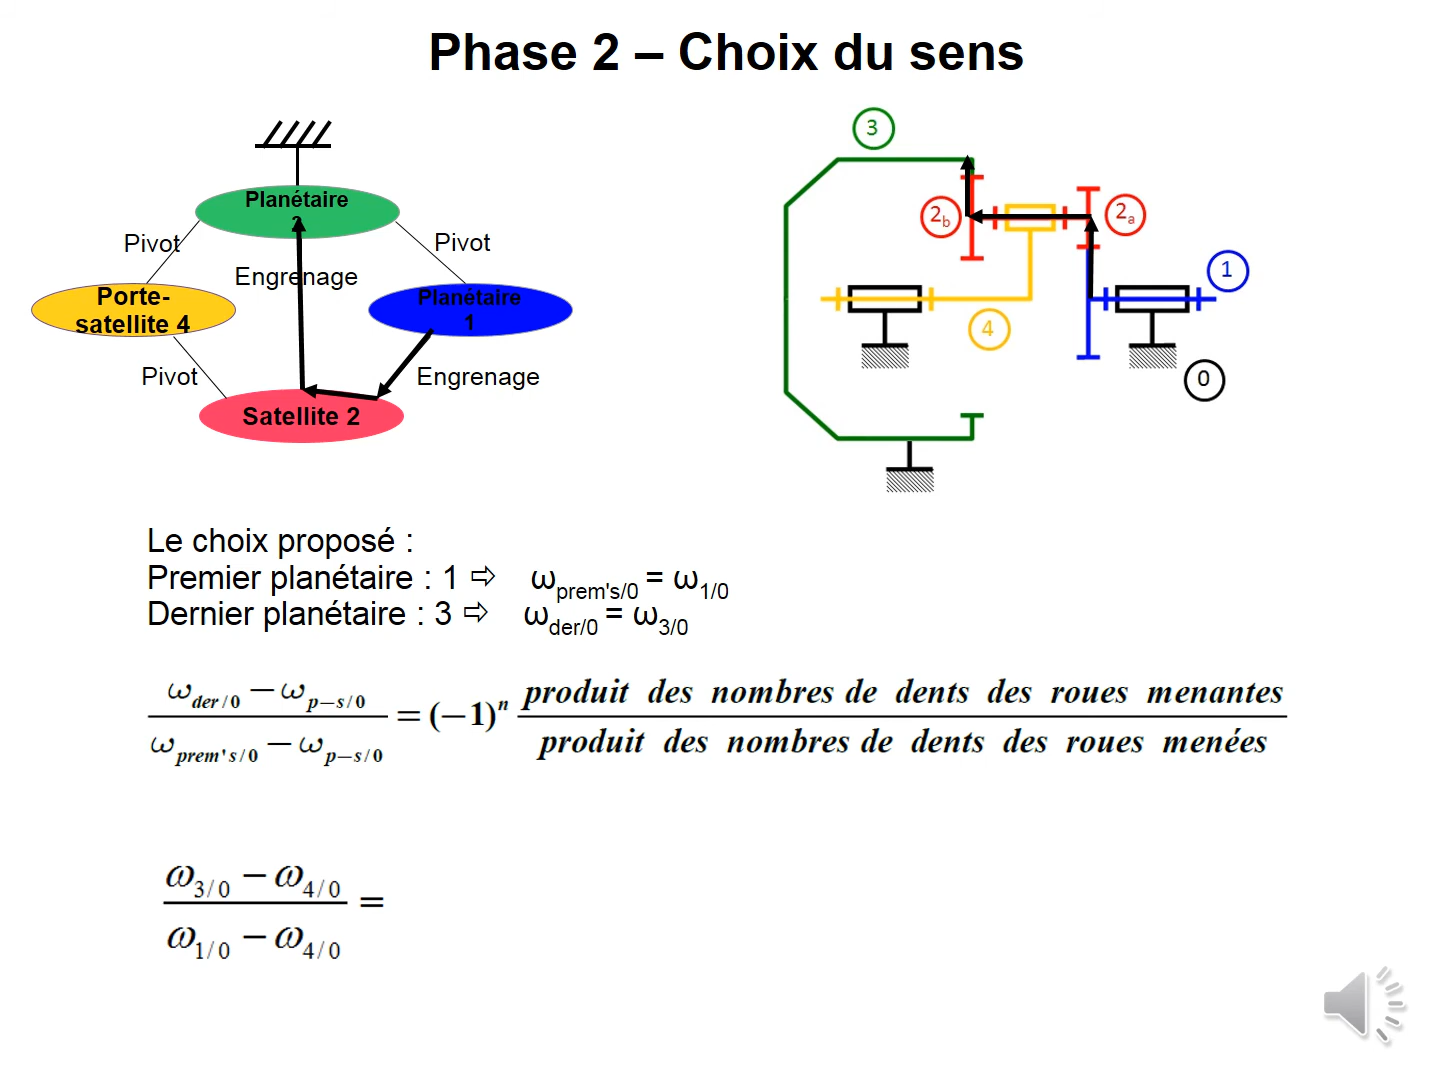 Phase 2 – Choix du sens
Planétaire
3
Pivot
Pivot
Engrenage
Porte-
satellite 4
Planétaire
1
Pivot
Engrenage
Satellite 2
3
2b
2a
1
4
0
Le choix proposé :
Premier planétaire : 1 ⇨ ωprem's/0 = ω1/0
Dernier planétaire : 3 ⇨ ωder/0 = ω3/0
(ωder/0 − ωp−s/0) / (ωprem's/0 − ωp−s/0) = (−1)^n produit des nombres de dents des roues menantes / produit des nombres de dents des roues menées
(ω3/0 − ω4/0) / (ω1/0 − ω4/0) =